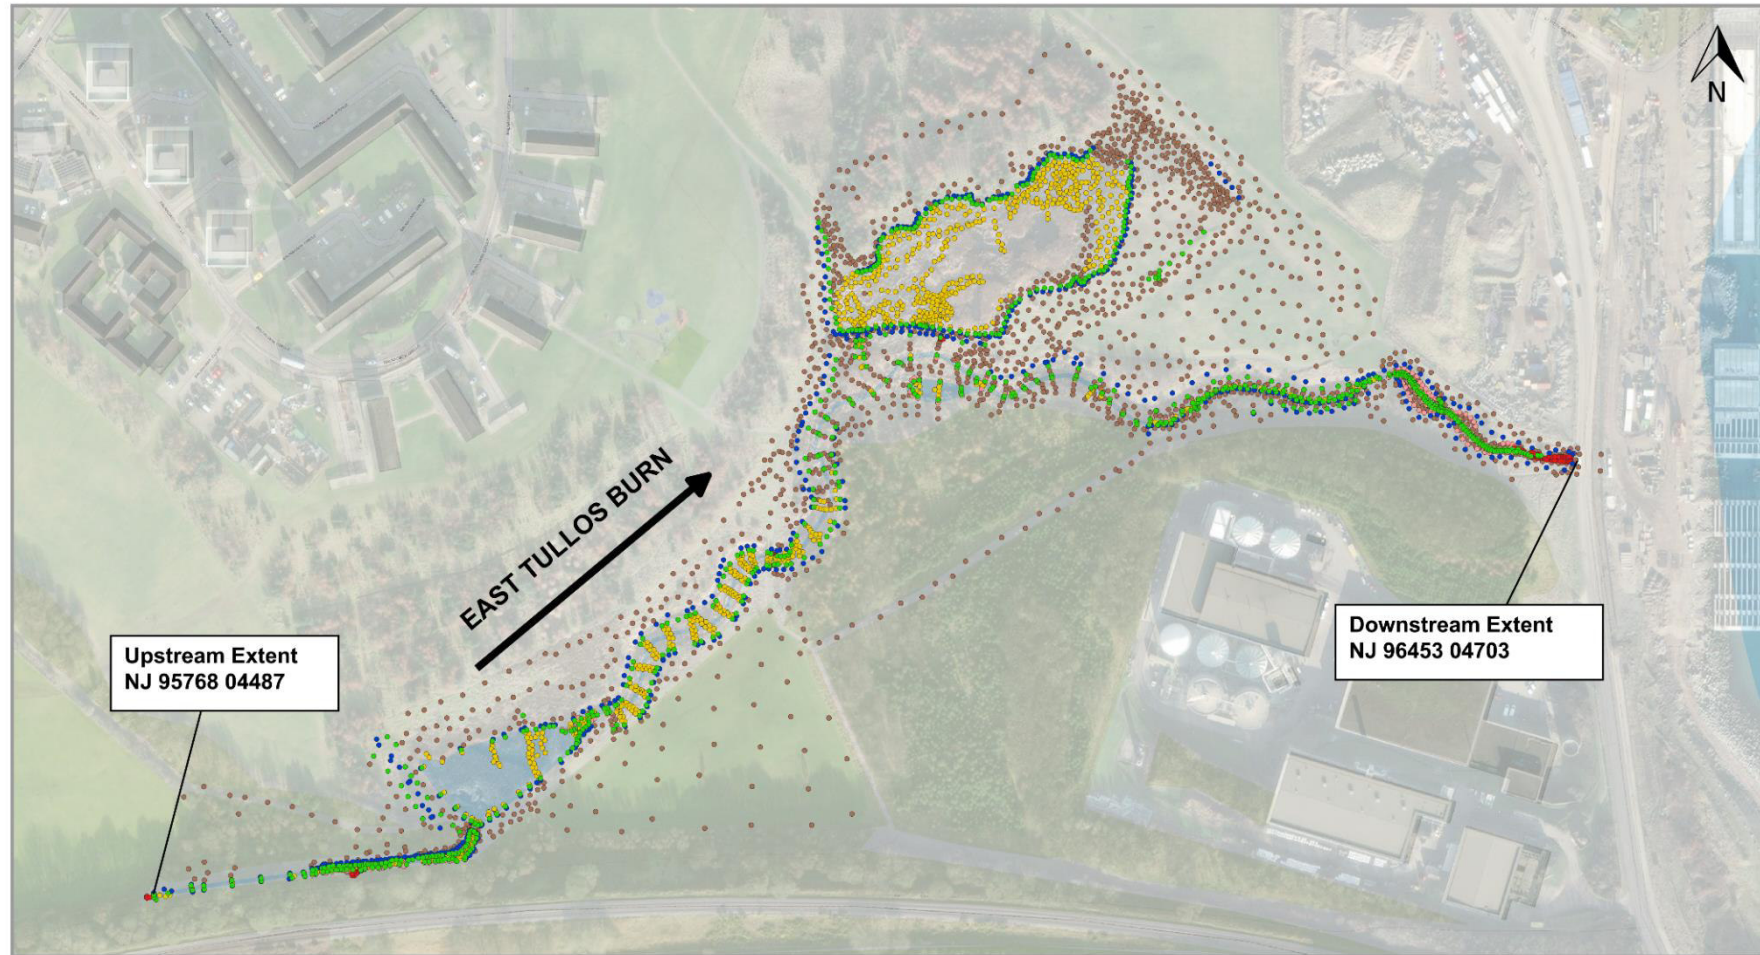 N
EAST TULLOS BURN
Upstream Extent
NJ 95768 04487
Downstream Extent
NJ 96453 04703